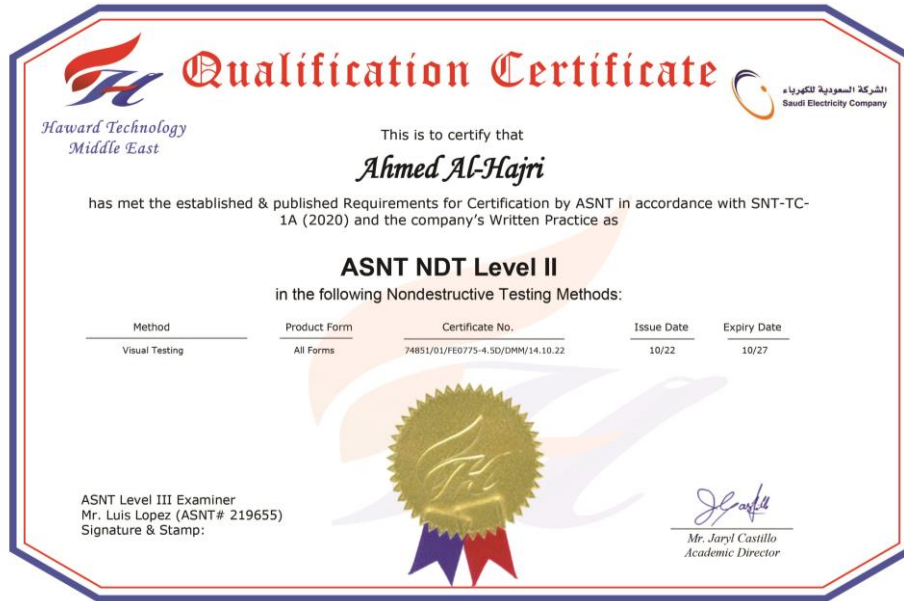 Qualification Certificate
Haward Technology
Middle East
الشركة السعودية للكهرباء
Saudi Electricity Company
This is to certify that
Ahmed Al-Hajri
has met the established & published Requirements for Certification by ASNT in accordance with SNT-TC-
1A (2020) and the company's Written Practice as
ASNT NDT Level II
in the following Nondestructive Testing Methods:
Method Product Form Certificate No. Issue Date Expiry Date
Visual Testing All Forms 74851/01/FE0775-4.5D/DMM/14.10.22 10/22 10/27
ASNT Level III Examiner
Mr. Luis Lopez (ASNT# 219655)
Signature & Stamp:
Mr. Jaryl Castillo
Academic Director